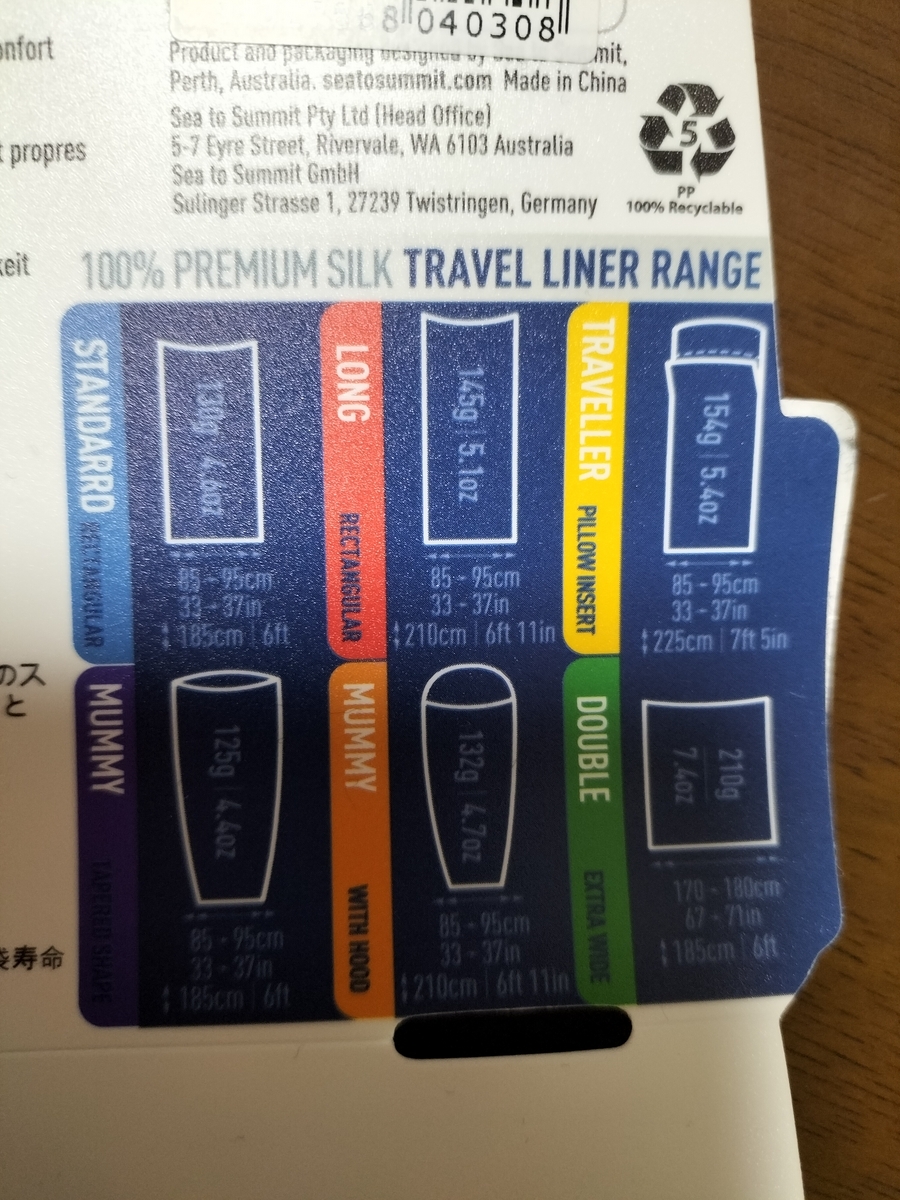 onfort
t propres
keit
のス
と
袋寿命
8 040308
Product and packaging designed by Sea to Summit,
Perth, Australia. seatosummit.com Made in China
Sea to Summit Pty Ltd (Head Office)
5-7 Eyre Street, Rivervale, WA 6103 Australia
Sea to Summit GmbH
Sulinger Strasse 1, 27239 Twistringen, Germany
5
PP
100% Recyclable
100% PREMIUM SILK TRAVEL LINER RANGE
STANDARRD RECTANGULAR
130g 4.6oz
85 - 95cm
33 - 37in
185cm | 6ft
LONG RECTANGULAR
145g | 5.1oz
85 - 95cm
33 - 37in
210cm | 6ft 11in
TRAVELLER PILLOW INSERT
154g | 5.4oz
85 - 95cm
33 - 37in
225cm | 7ft 5in
MUMMY TAPERED SHAPE
125g | 4.4oz
85 - 95cm
33 - 37in
185cm | 6ft
MUMMY WITH HOOD
132g | 4.7oz
85 - 95cm
33 - 37in
210cm | 6ft 11in
DOUBLE EXTRA WIDE
210g
7.4oz
170 - 180cm
67 - 71in
185cm | 6ft